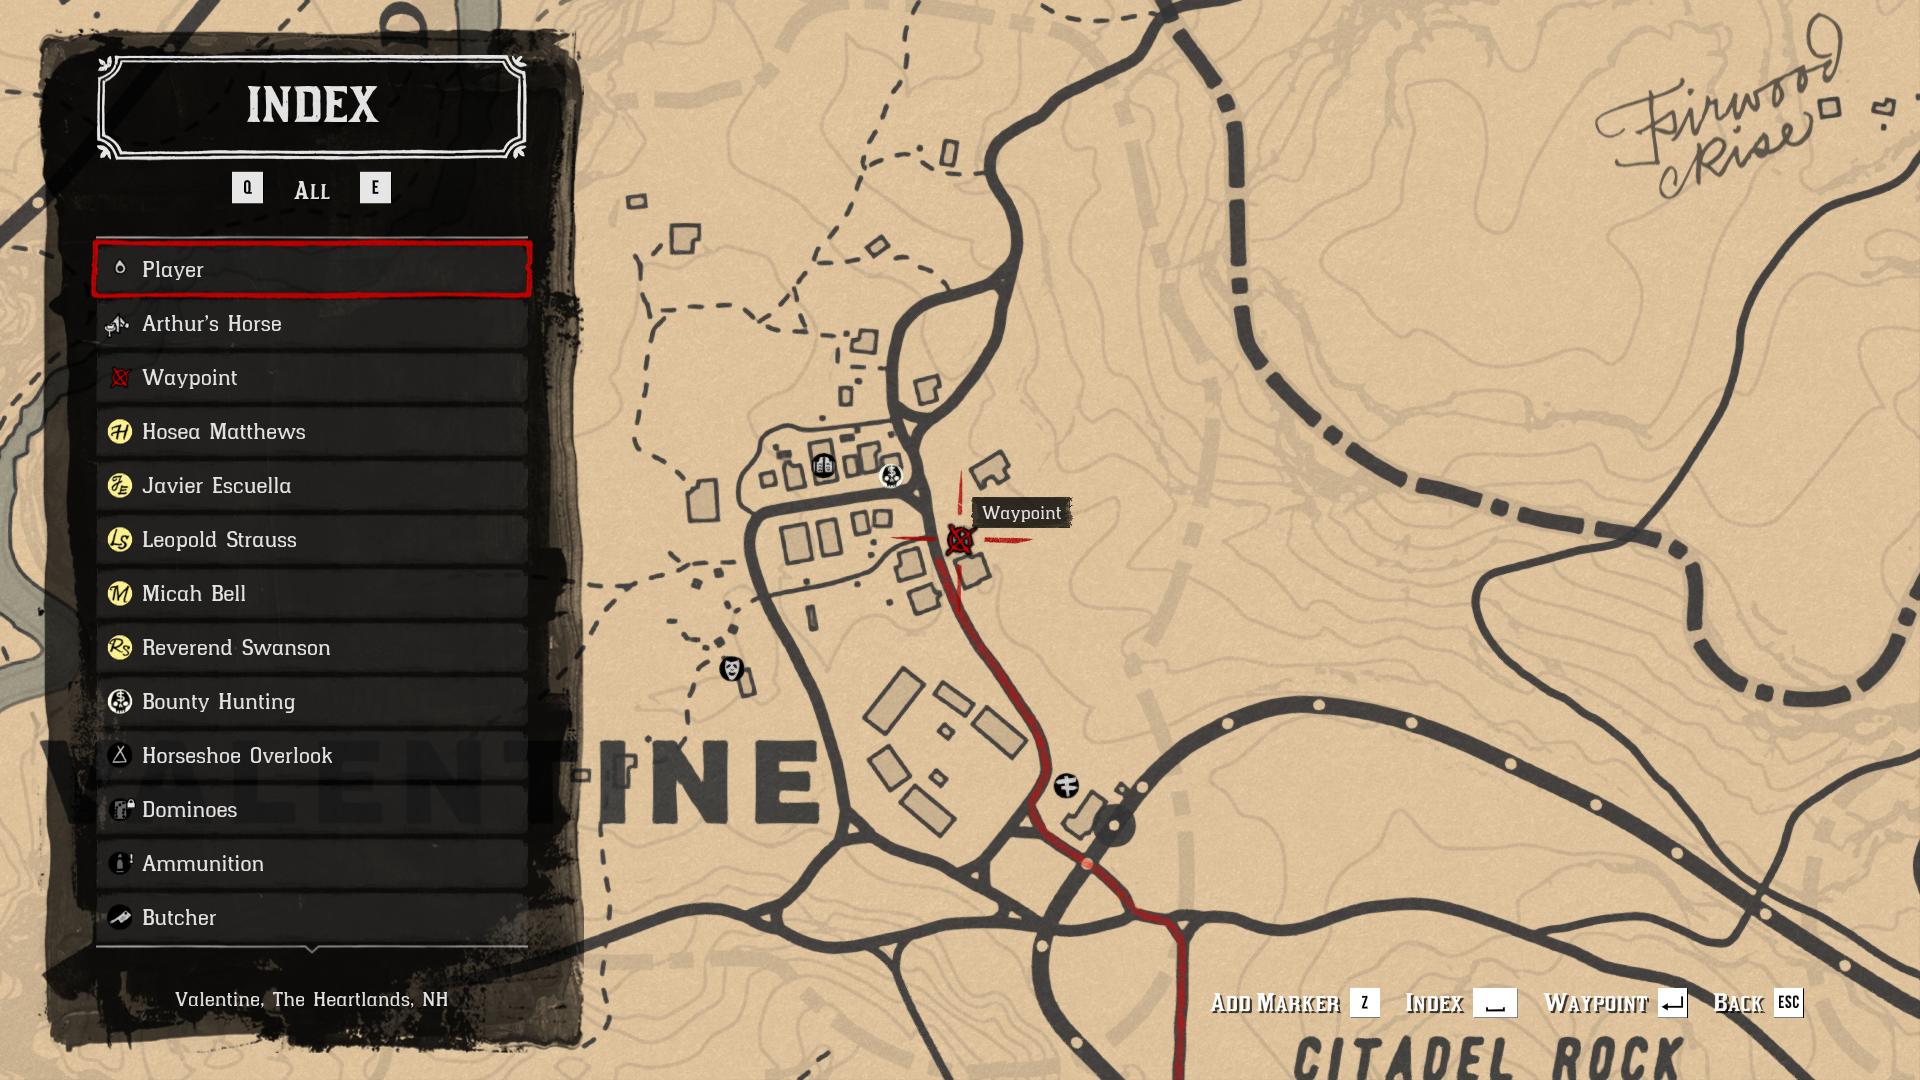 INDEX
Q ALL E
Player
Arthur's Horse
Waypoint
Hosea Matthews
Javier Escuella
Leopold Strauss
Micah Bell
Reverend Swanson
Bounty Hunting
Horseshoe Overlook
Dominoes
Ammunition
Butcher
Valentine, The Heartlands, NH
Fairwood
Rise
Waypoint
VALENTINE
ADD MARKER Z INDEX WAYPOINT BACK ESC
CITADEL ROCK